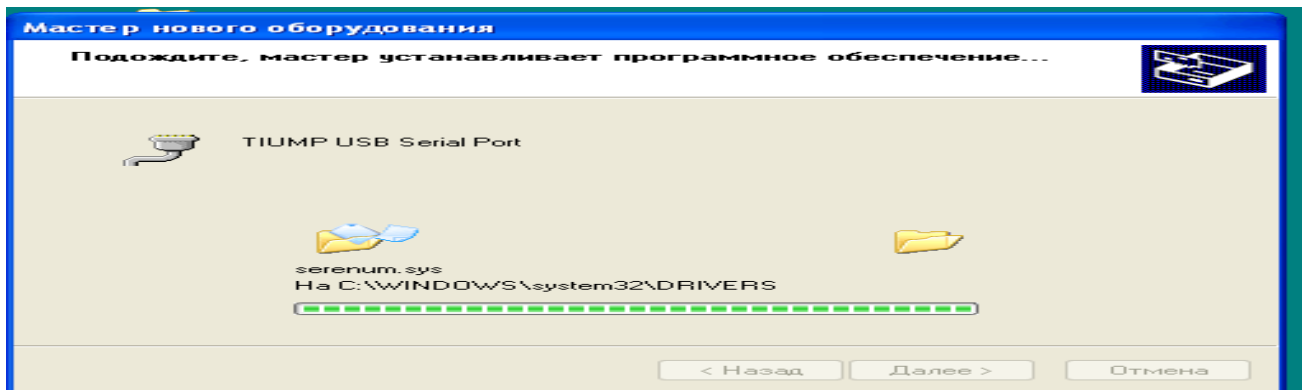 Мастер нового оборудования
Подождите, мастер устанавливает программное обеспечение...
TIUMP USB Serial Port
serenum.sys
На C:\WINDOWS\system32\DRIVERS
< Назад Далее > Отмена